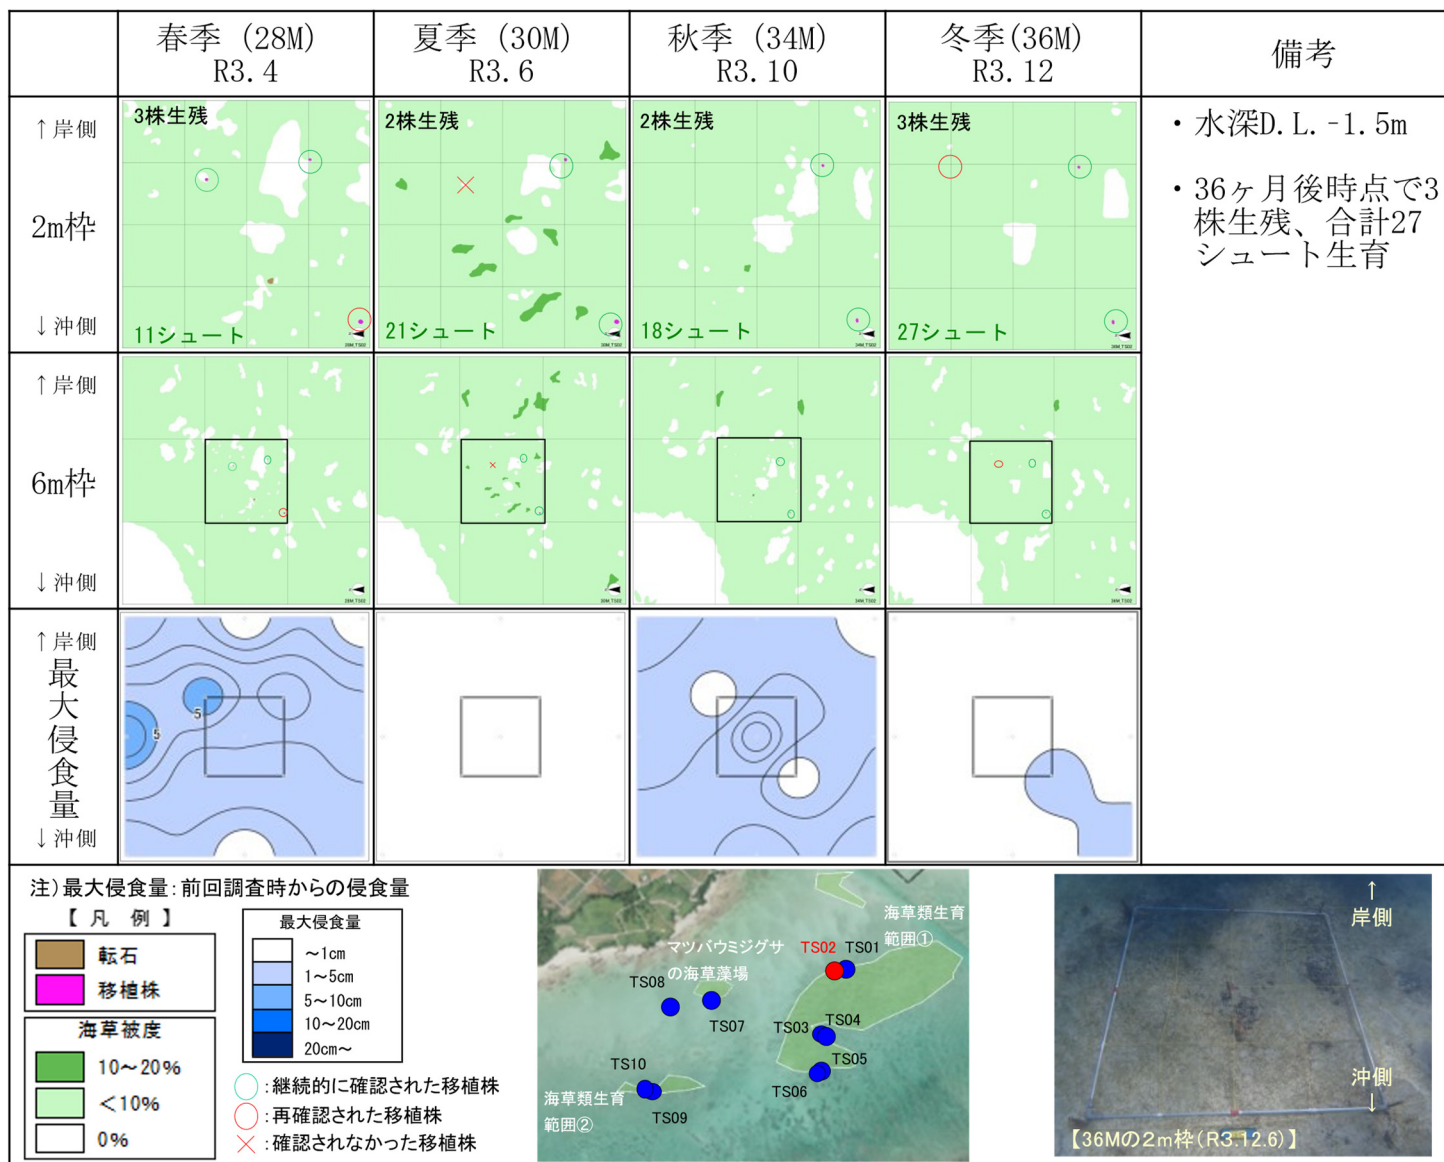 春季 (28M)
R3.4
夏季 (30M)
R3.6
秋季 (34M)
R3.10
冬季(36M)
R3.12
備考
↑岸側
2m枠
↓沖側
3株生残
11シュート
2株生残
21シュート
2株生残
18シュート
3株生残
27シュート
・水深D.L.-1.5m
・36ヶ月後時点で3
株生残、合計27
シュート生育
↑岸側
6m枠
↓沖側
↑岸側
最大侵食量
↓沖側
5
5
注)最大侵食量:前回調査時からの侵食量
【 凡 例 】
転石
移植株
海草被度
10~20%
<10%
0%
最大侵食量
~1cm
1~5cm
5~10cm
10~20cm
20cm~
:継続的に確認された移植株
:再確認された移植株
:確認されなかった移植株
海草類生育
範囲①
マツバウミジグサ
の海草藻場
TS02
TS01
TS08
TS07
TS03
TS04
TS05
TS06
TS10
TS09
海草類生育
範囲②
↑
岸側
沖側
↓
【36Mの2m枠(R3.12.6)】